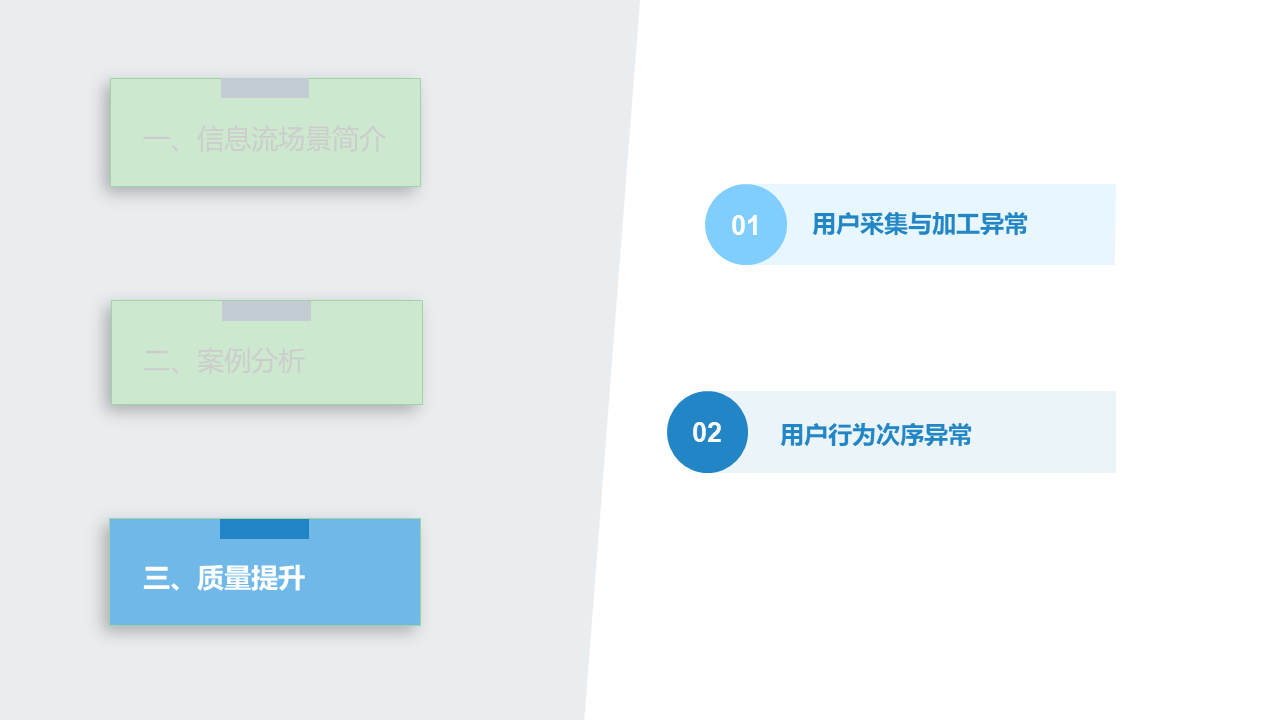 一、信息流场景简介
二、案例分析
三、质量提升
01 用户采集与加工异常
02 用户行为次序异常